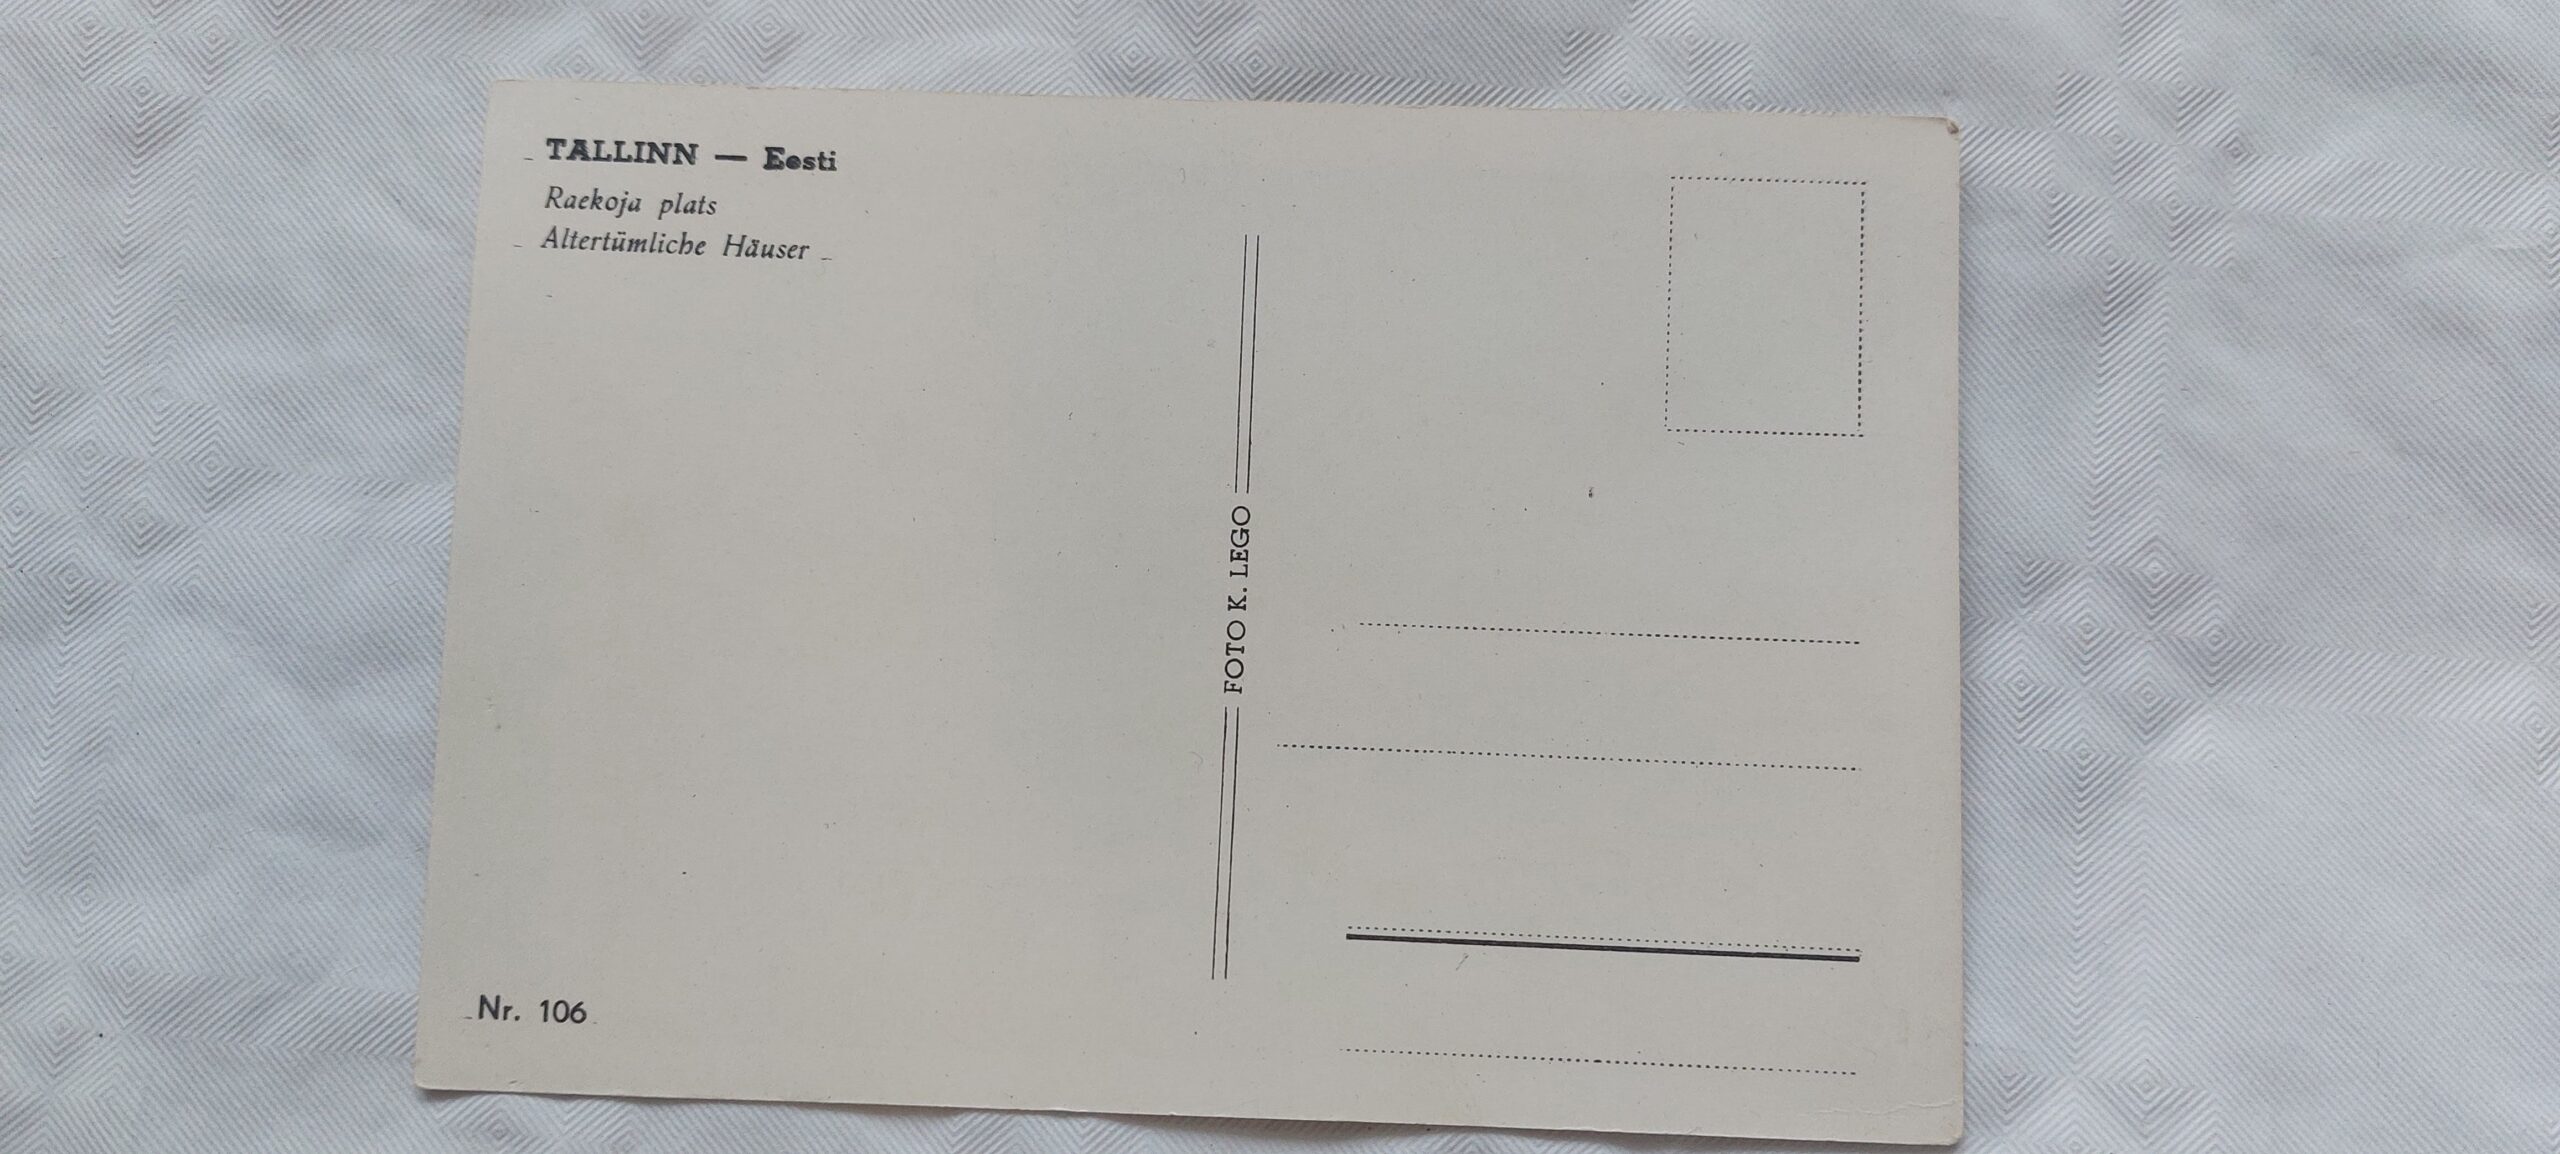 TALLINN — Eesti
Raekoja plats
Altertümliche Häuser
FOTO K. LEGO
Nr. 106